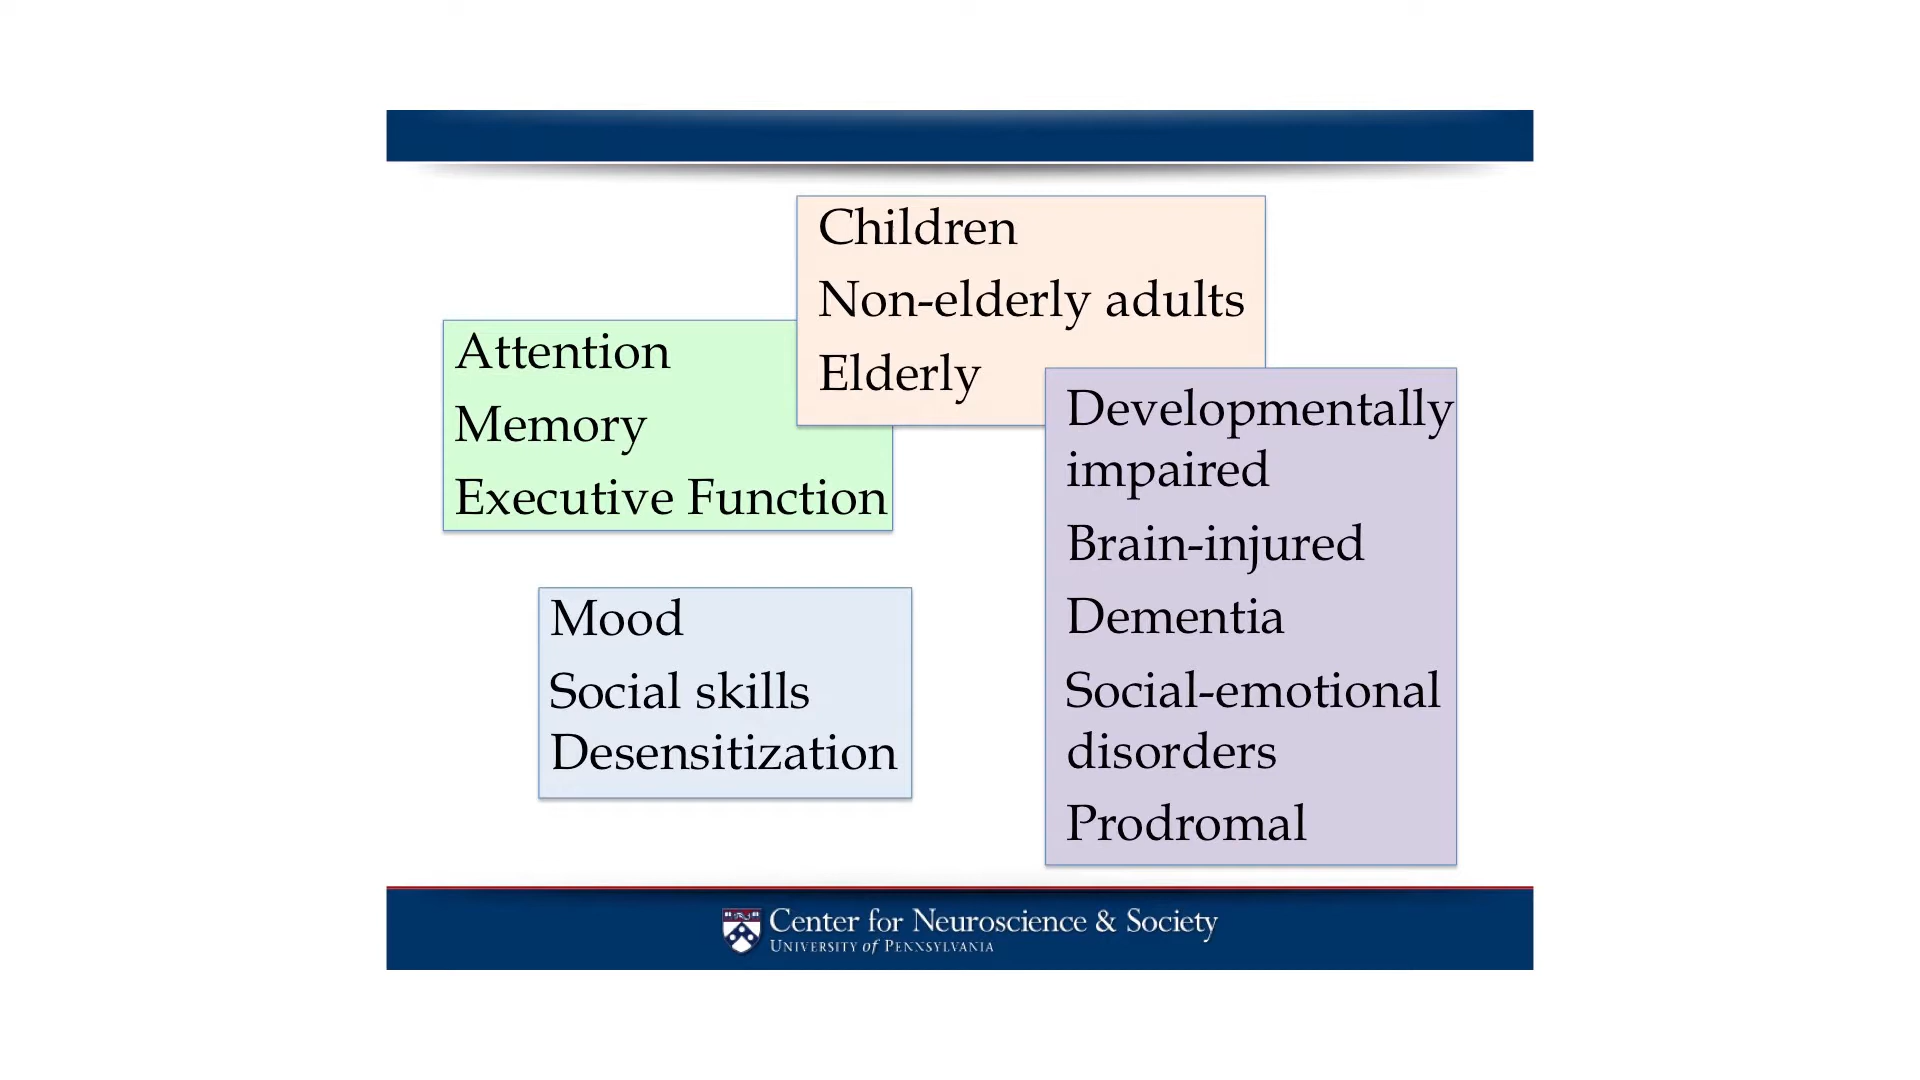 Children
Non-elderly adults
Elderly
Attention
Memory
Executive Function
Developmentally
impaired
Brain-injured
Dementia
Social-emotional
disorders
Prodromal
Mood
Social skills
Desensitization
Center for Neuroscience & Society
University of Pennsylvania